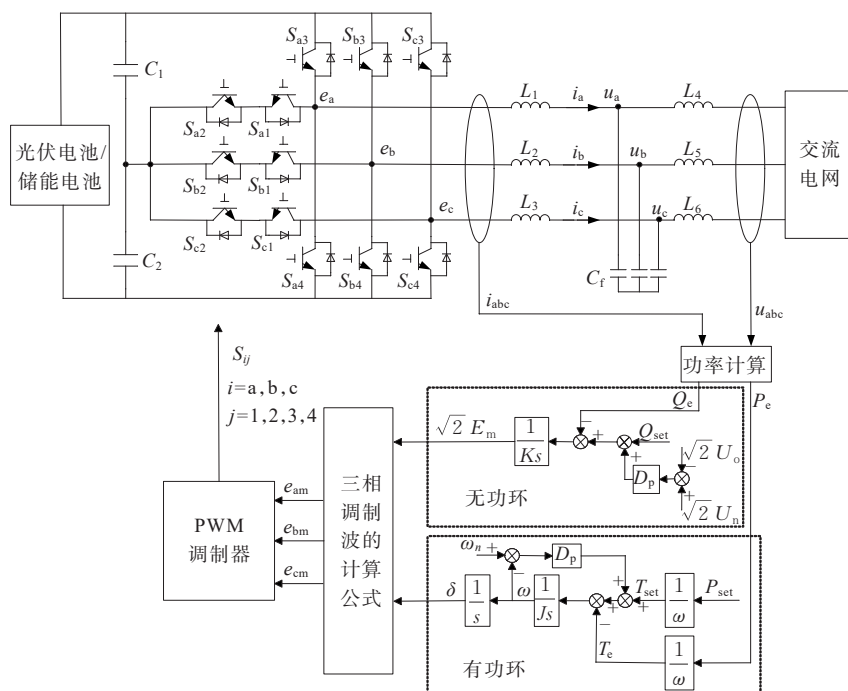 S_a3
S_b3
S_c3
C_1
e_a
L_1
i_a
u_a
L_4
S_a2
S_a1
光伏电池/
储能电池
e_b
L_2
i_b
u_b
L_5
交流
电网
S_b2
S_b1
e_c
L_3
i_c
u_c
L_6
S_c2
S_c1
C_2
S_a4
S_b4
S_c4
C_f
i_abc
u_abc
S_ij
i=a,b,c
j=1,2,3,4
功率计算
Q_e
P_e
√2 E_m
1/Ks
−
+
Q_set
+
D_p
−
√2 U_o
+
√2 U_n
无功环
PWM
调制器
e_am
e_bm
e_cm
三相
调制
波的
计算
公式
ω_n
+
−
D_p
δ
1/s
ω
1/Js
+
−
+
+
T_set
1/ω
P_set
T_e
1/ω
有功环